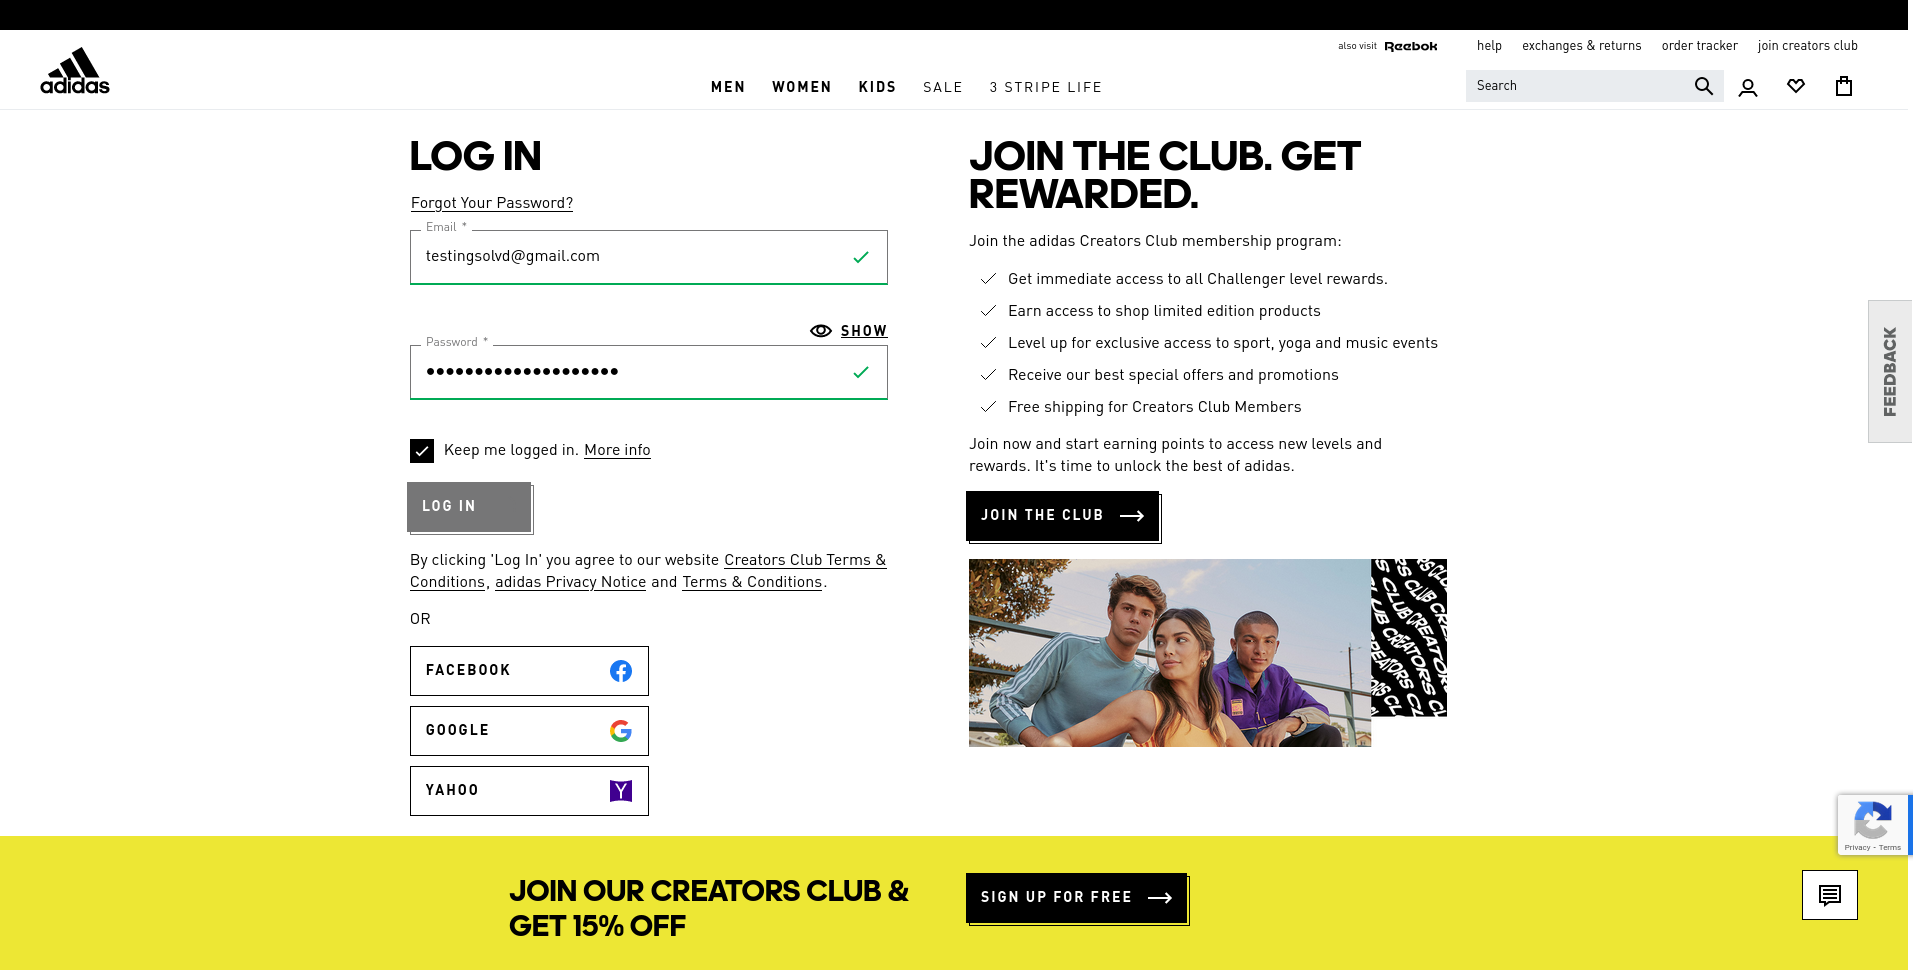 also visit Reebok help exchanges & returns order tracker join creators club
adidas
MEN WOMEN KIDS SALE 3 STRIPE LIFE
Search
LOG IN
Forgot Your Password?
Email *
testingsolvd@gmail.com
SHOW
Password *
●●●●●●●●●●●●●●●●●●●●
Keep me logged in. More info
LOG IN
By clicking 'Log In' you agree to our website Creators Club Terms &
Conditions, adidas Privacy Notice and Terms & Conditions.
OR
FACEBOOK
GOOGLE
YAHOO
JOIN THE CLUB. GET
REWARDED.
Join the adidas Creators Club membership program:
Get immediate access to all Challenger level rewards.
Earn access to shop limited edition products
Level up for exclusive access to sport, yoga and music events
Receive our best special offers and promotions
Free shipping for Creators Club Members
Join now and start earning points to access new levels and
rewards. It's time to unlock the best of adidas.
JOIN THE CLUB
CREATORS CLUB
FEEDBACK
Privacy - Terms
JOIN OUR CREATORS CLUB &
GET 15% OFF
SIGN UP FOR FREE